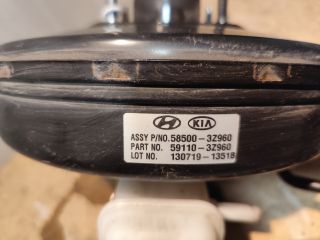 KIA
ASSY P/NO. 58500-3Z960
PART NO. 59110-3Z960
LOT NO. 130719-13518